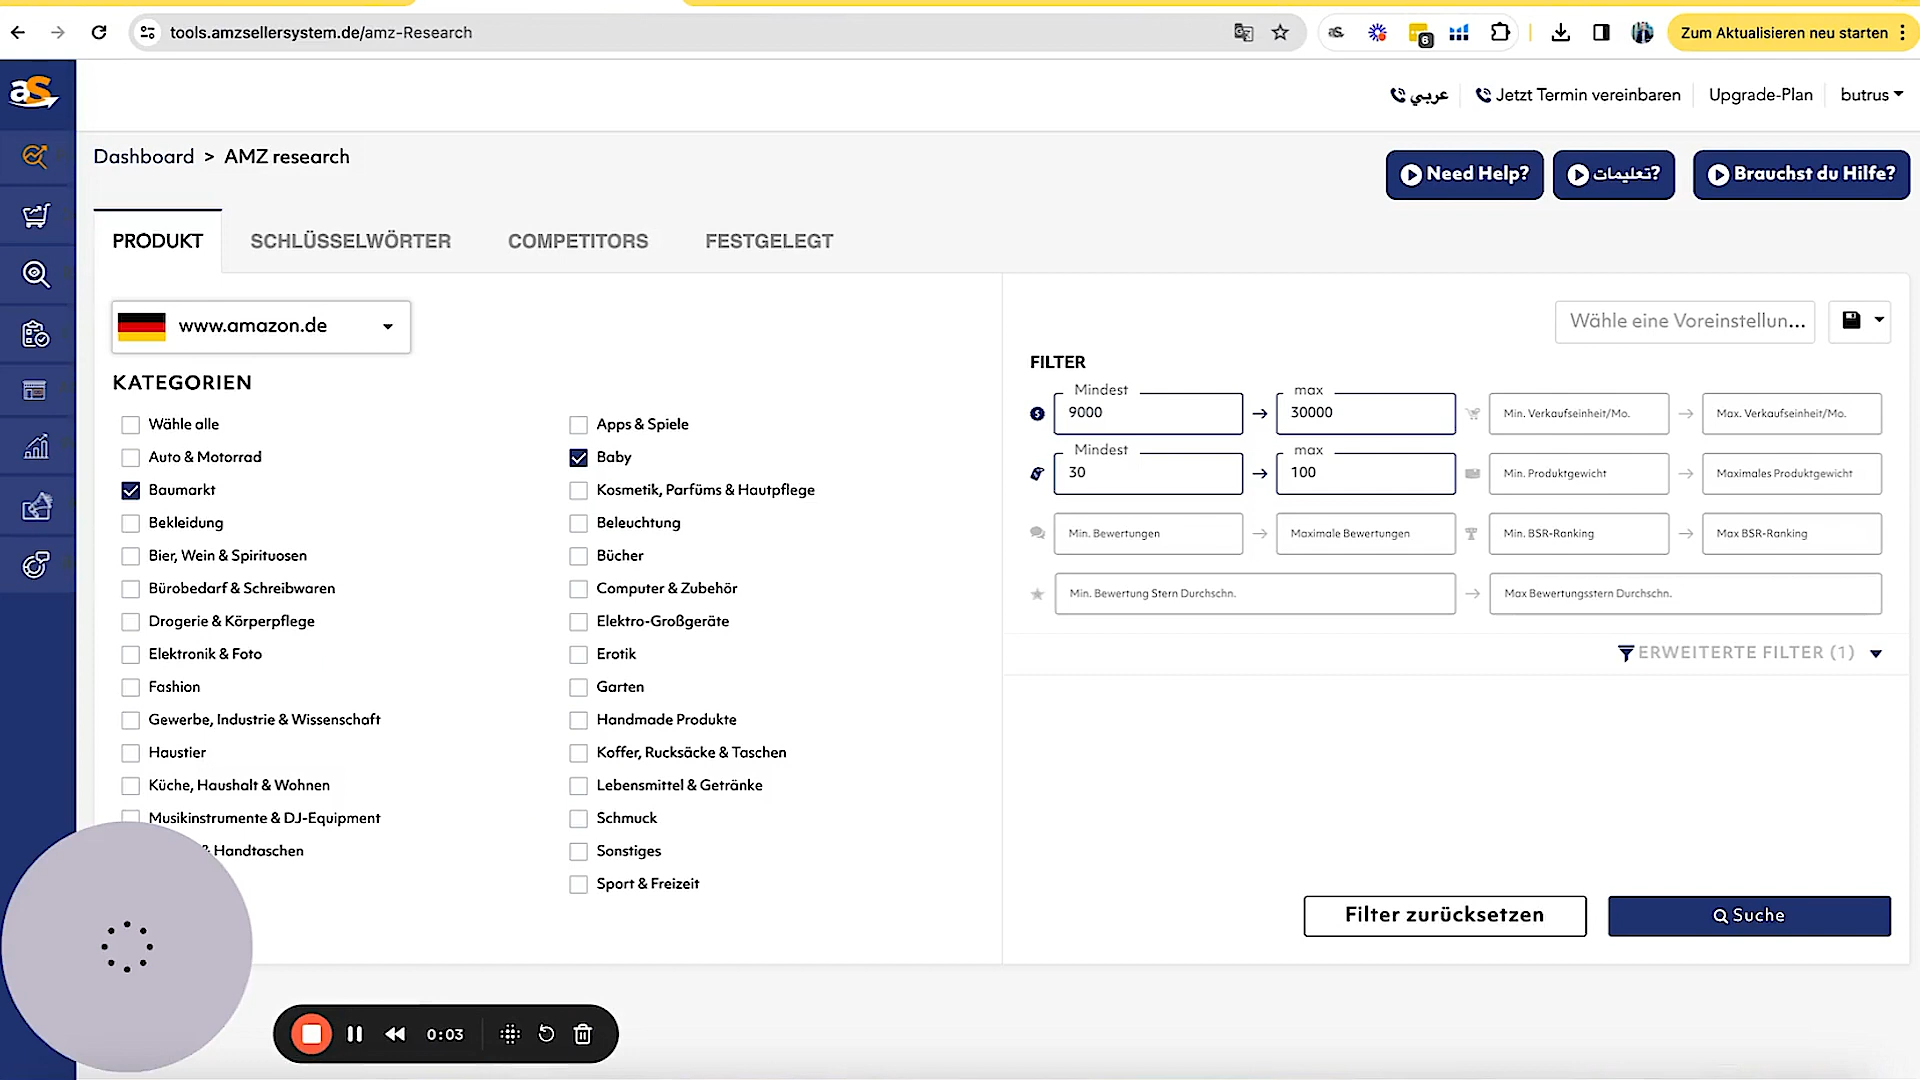 tools.amzsellersystem.de/amz-Research
6
Zum Aktualisieren neu starten
aS
عربي
Jetzt Termin vereinbaren
Upgrade-Plan
butrus
Dashboard > AMZ research
Need Help?
تعليمات?
Brauchst du Hilfe?
PRODUKT
SCHLÜSSELWÖRTER
COMPETITORS
FESTGELEGT
www.amazon.de
KATEGORIEN
Wähle alle
Auto & Motorrad
Baumarkt
Bekleidung
Bier, Wein & Spirituosen
Bürobedarf & Schreibwaren
Drogerie & Körperpflege
Elektronik & Foto
Fashion
Gewerbe, Industrie & Wissenschaft
Haustier
Küche, Haushalt & Wohnen
Musikinstrumente & DJ-Equipment
& Handtaschen
Apps & Spiele
Baby
Kosmetik, Parfüms & Hautpflege
Beleuchtung
Bücher
Computer & Zubehör
Elektro-Großgeräte
Erotik
Garten
Handmade Produkte
Koffer, Rucksäcke & Taschen
Lebensmittel & Getränke
Schmuck
Sonstiges
Sport & Freizeit
Wähle eine Voreinstellun...
FILTER
Mindest
9000
max
30000
Min. Verkaufseinheit/Mo.
Max. Verkaufseinheit/Mo.
Mindest
30
max
100
Min. Produktgewicht
Maximales Produktgewicht
Min. Bewertungen
Maximale Bewertungen
Min. BSR-Ranking
Max BSR-Ranking
Min. Bewertung Stern Durchschn.
Max Bewertungsstern Durchschn.
ERWEITERTE FILTER (1)
Filter zurücksetzen
Suche
0:03